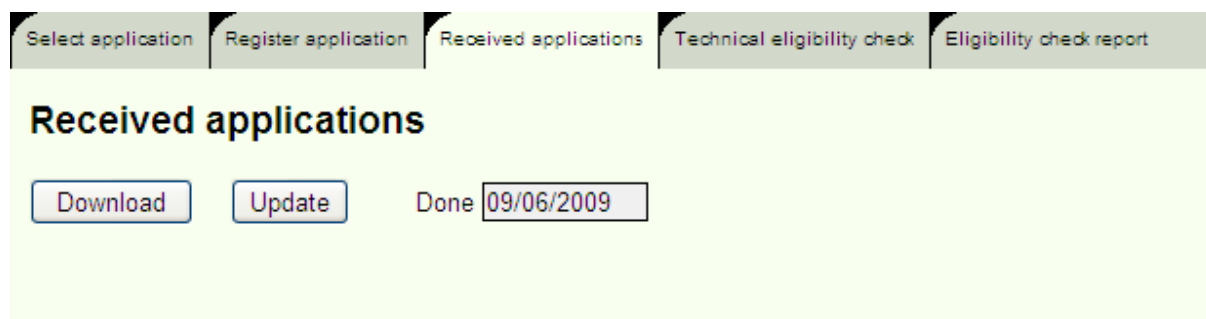 Select application Register application Received applications Technical eligibility check Eligibility check report
Received applications
Download Update Done 09/06/2009